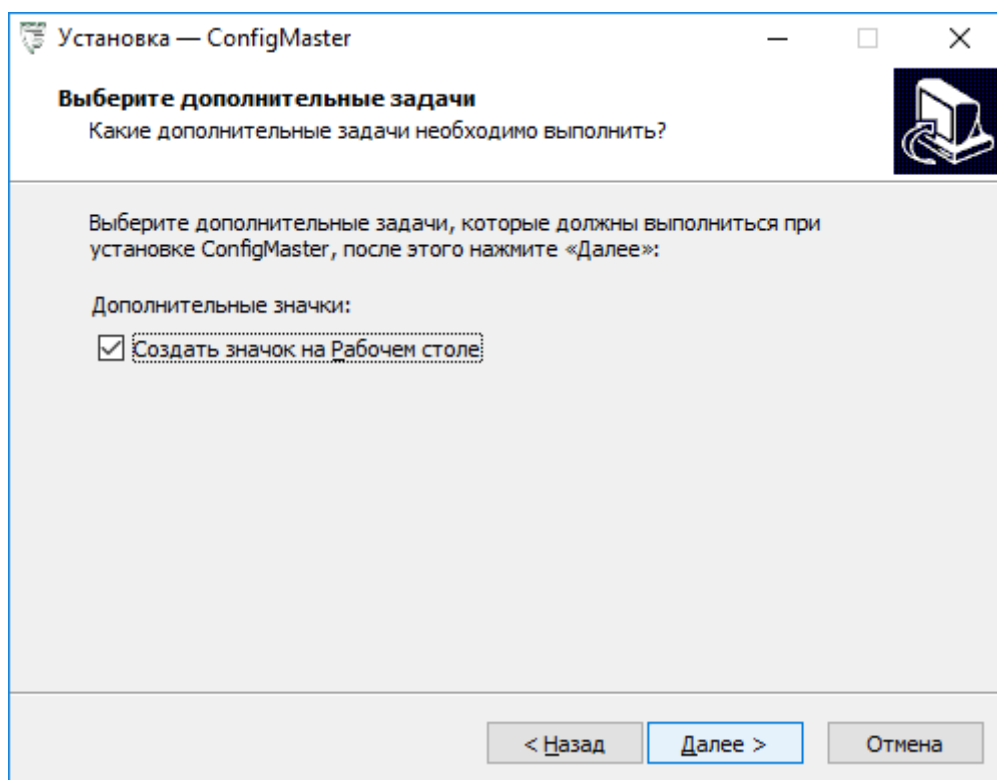 Установка — ConfigMaster
Выберите дополнительные задачи
Какие дополнительные задачи необходимо выполнить?
Выберите дополнительные задачи, которые должны выполниться при
установке ConfigMaster, после этого нажмите «Далее»:
Дополнительные значки:
Создать значок на Рабочем столе
< Назад
Далее >
Отмена